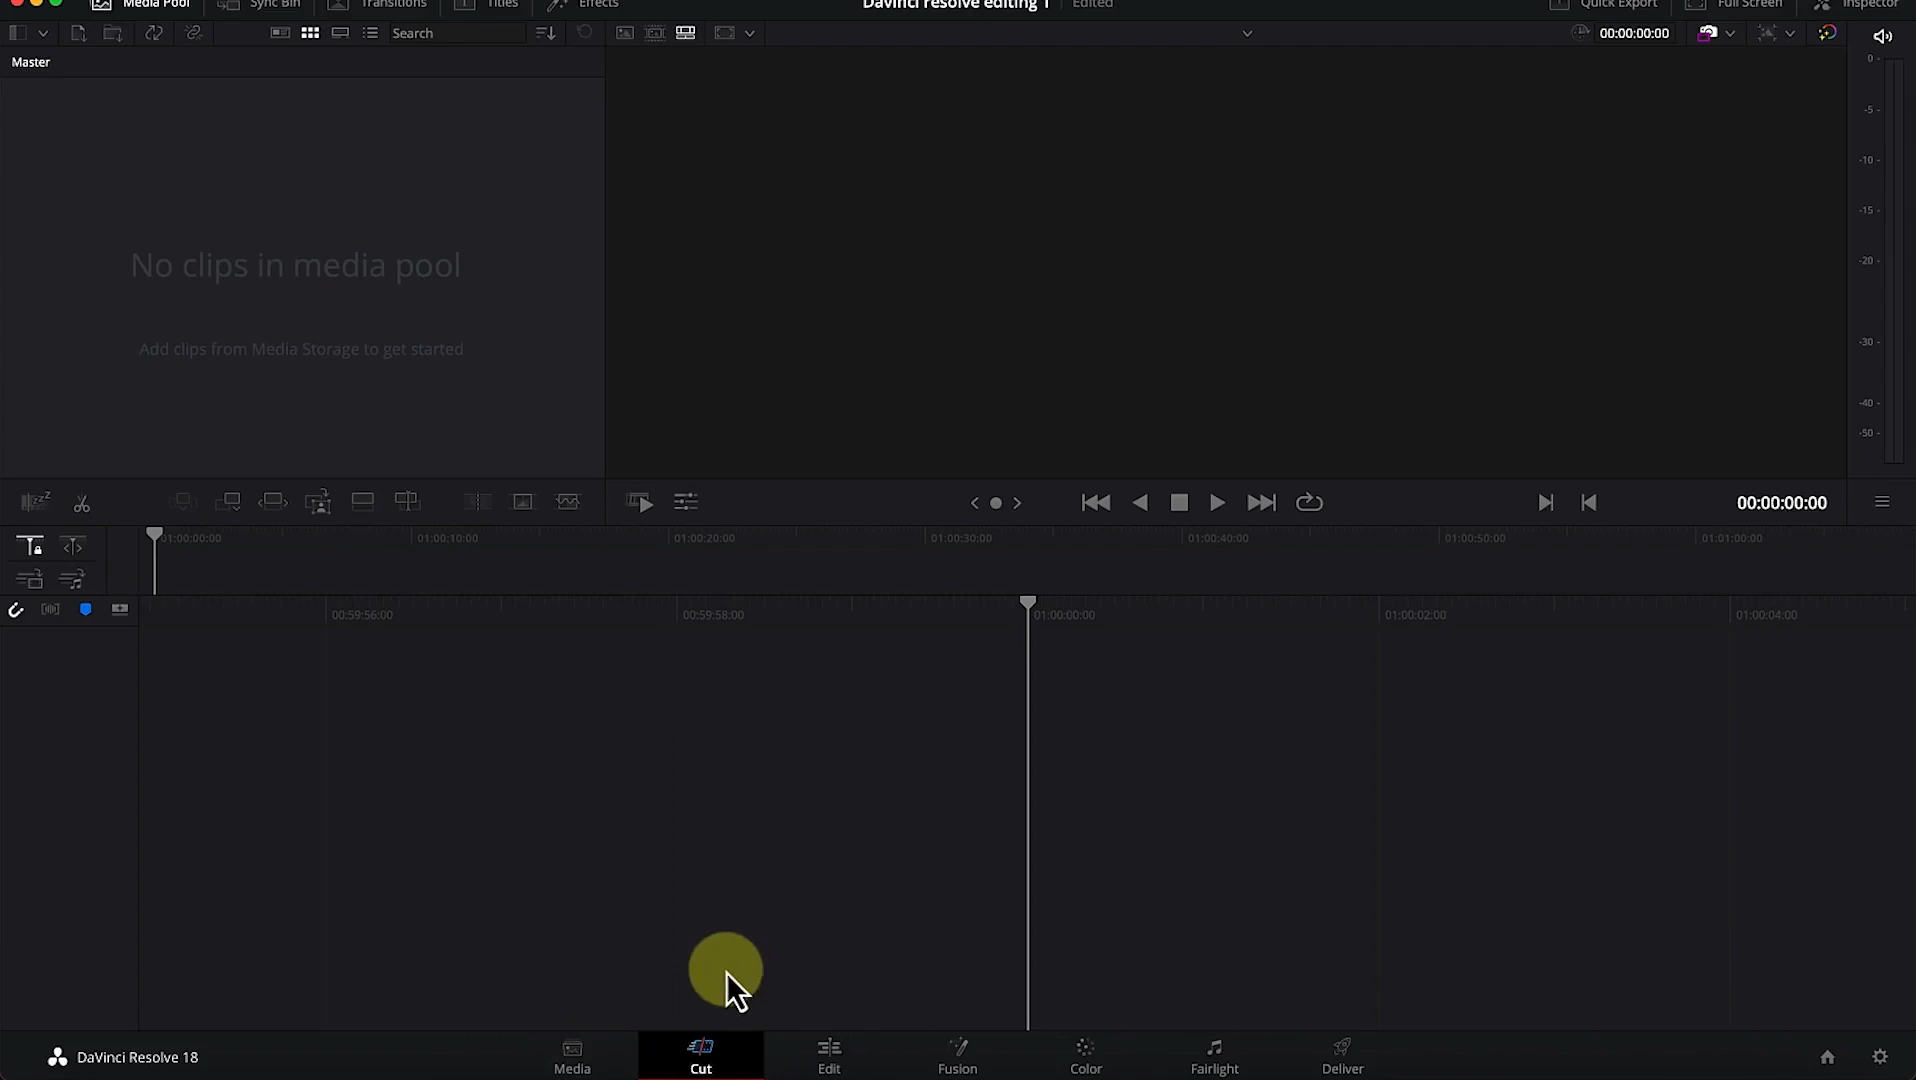 Media Pool
Sync Bin
Transitions
Titles
Effects
Davinci resolve editing 1
Edited
Quick Export
Full Screen
Inspector
Search
00:00:00:00
Master
0
-5
-10
-15
-20
-30
-40
-50
No clips in media pool
Add clips from Media Storage to get started
00:00:00:00
01:00:00:00
01:00:10:00
01:00:20:00
01:00:30:00
01:00:40:00
01:00:50:00
01:01:00:00
00:59:56:00
00:59:58:00
01:00:00:00
01:00:02:00
01:00:04:00
DaVinci Resolve 18
Media
Cut
Edit
Fusion
Color
Fairlight
Deliver